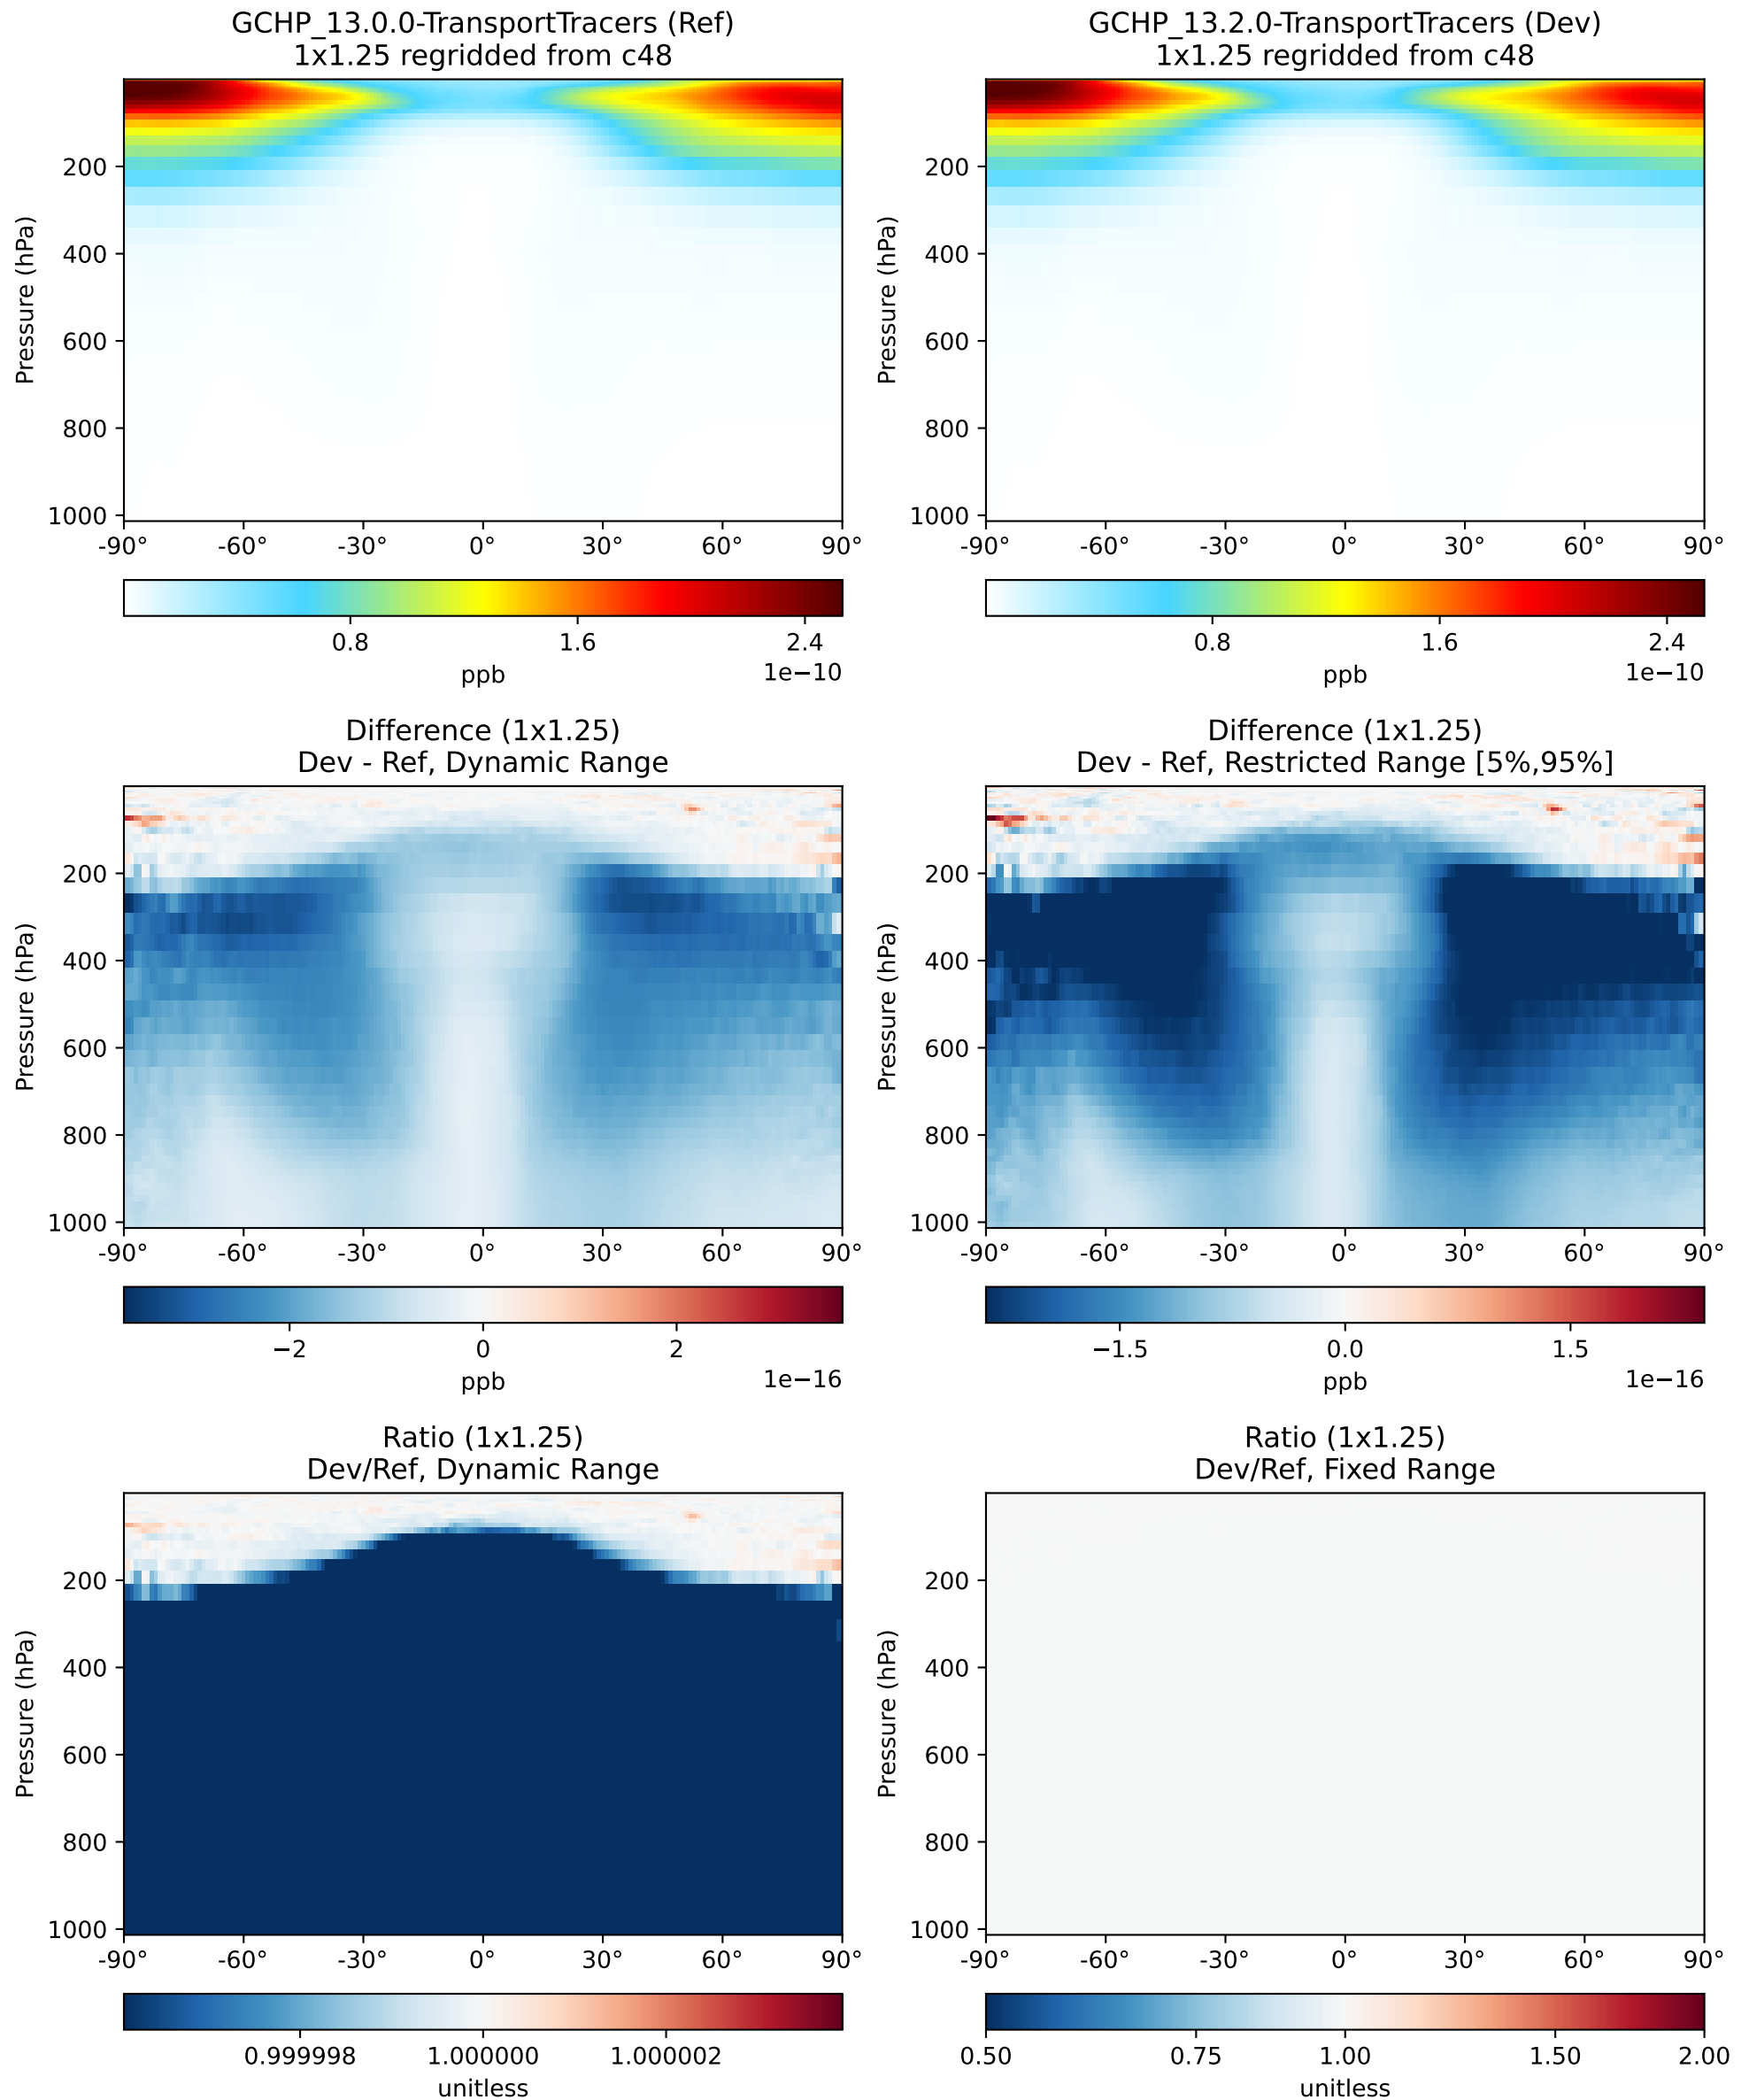 GCHP_13.0.0-TransportTracers (Ref)
1x1.25 regridded from c48
Pressure (hPa)
200
400
600
800
1000
-90° -60° -30° 0° 30° 60° 90°
0.8 1.6 2.4
1e−10
ppb
GCHP_13.2.0-TransportTracers (Dev)
1x1.25 regridded from c48
Pressure (hPa)
200
400
600
800
1000
-90° -60° -30° 0° 30° 60° 90°
0.8 1.6 2.4
1e−10
ppb
Difference (1x1.25)
Dev - Ref, Dynamic Range
Pressure (hPa)
200
400
600
800
1000
-90° -60° -30° 0° 30° 60° 90°
−2 0 2
1e−16
ppb
Difference (1x1.25)
Dev - Ref, Restricted Range [5%,95%]
Pressure (hPa)
200
400
600
800
1000
-90° -60° -30° 0° 30° 60° 90°
−1.5 0.0 1.5
1e−16
ppb
Ratio (1x1.25)
Dev/Ref, Dynamic Range
Pressure (hPa)
200
400
600
800
1000
-90° -60° -30° 0° 30° 60° 90°
0.999998 1.000000 1.000002
unitless
Ratio (1x1.25)
Dev/Ref, Fixed Range
Pressure (hPa)
200
400
600
800
1000
-90° -60° -30° 0° 30° 60° 90°
0.50 0.75 1.00 1.50 2.00
unitless